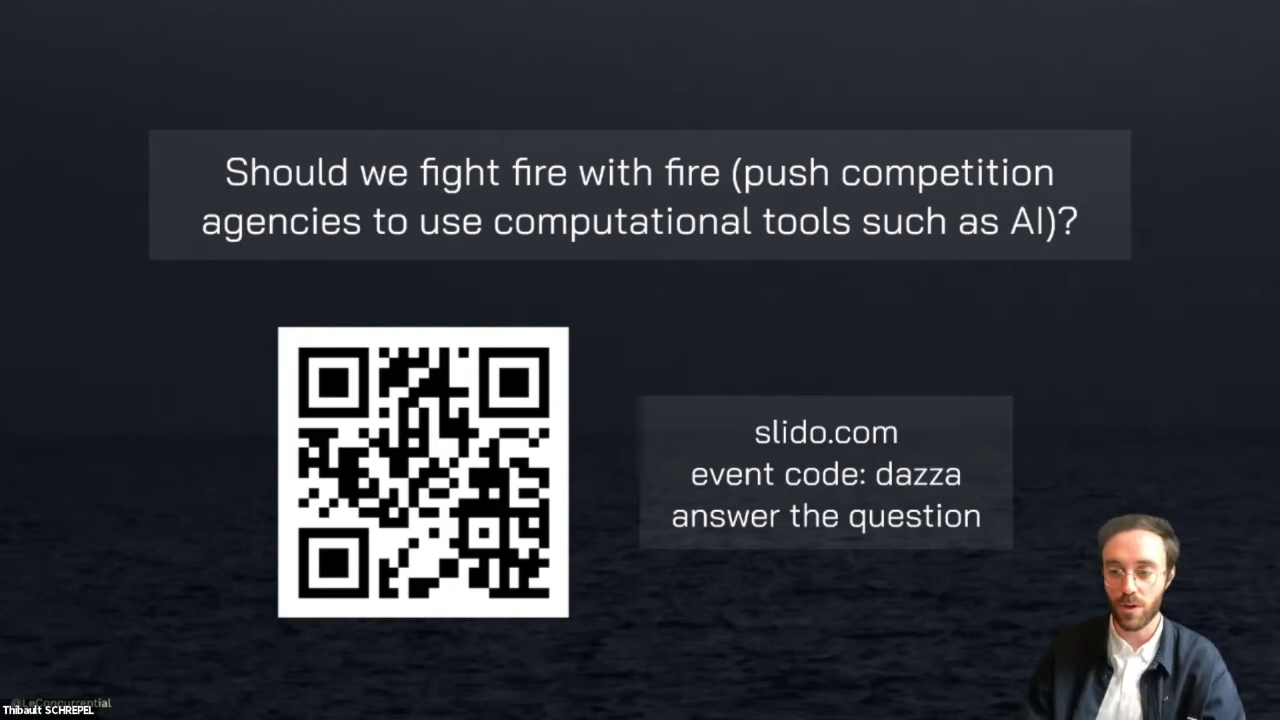 Should we fight fire with fire (push competition
agencies to use computational tools such as AI)?
slido.com
event code: dazza
answer the question
@LeConcurrential
Thibault SCHREPEL